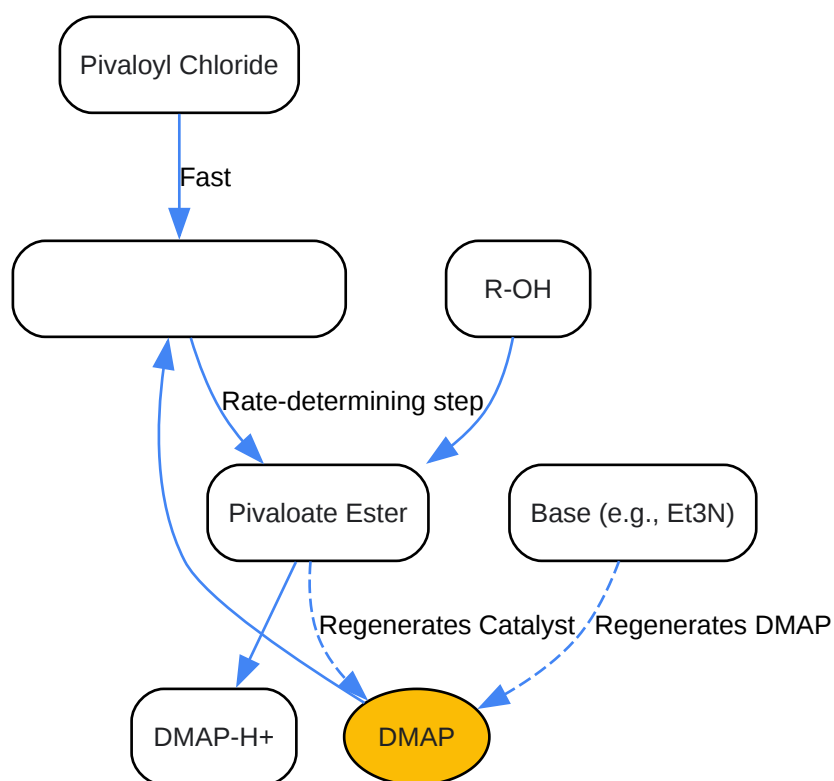 Pivaloyl Chloride
Fast
R-OH
Rate-determining step
Pivaloate Ester
Base (e.g., Et3N)
Regenerates Catalyst
Regenerates DMAP
DMAP-H+
DMAP